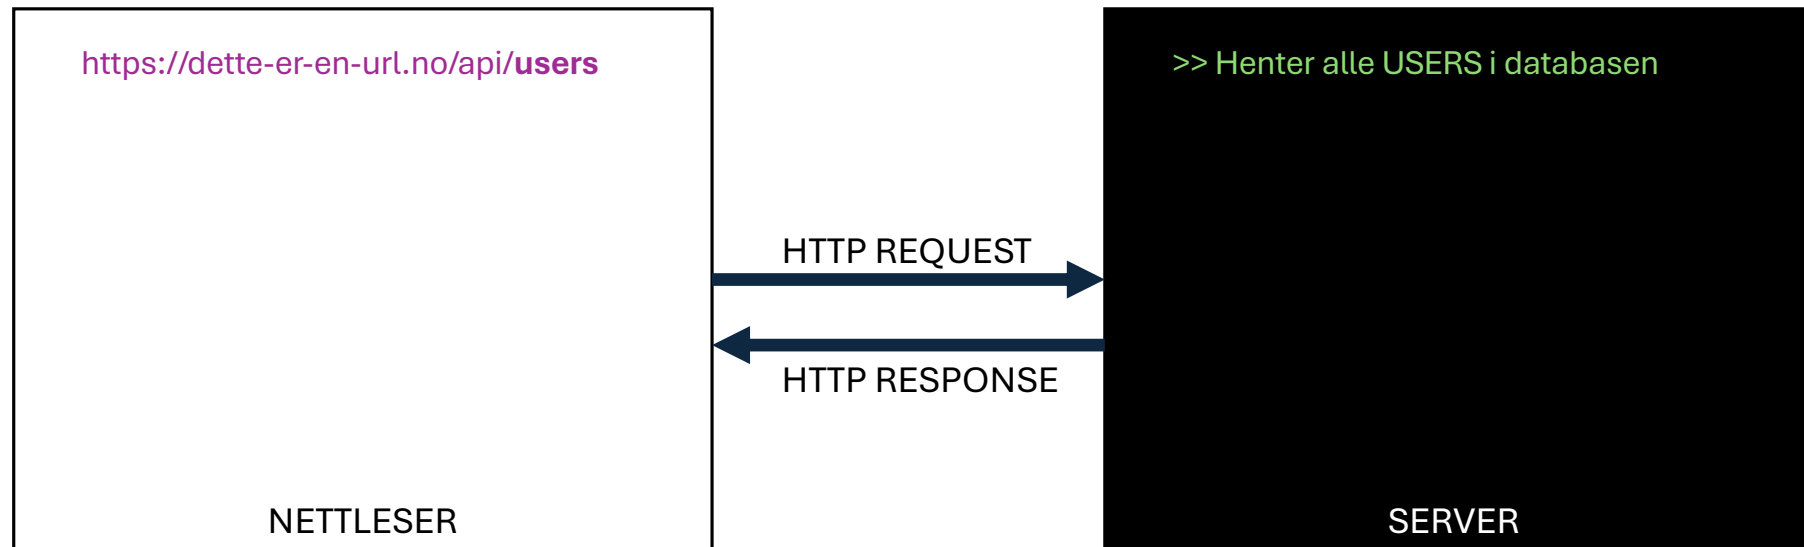 https://dette-er-en-url.no/api/users
>> Henter alle USERS i databasen
HTTP REQUEST
HTTP RESPONSE
NETTLESER
SERVER